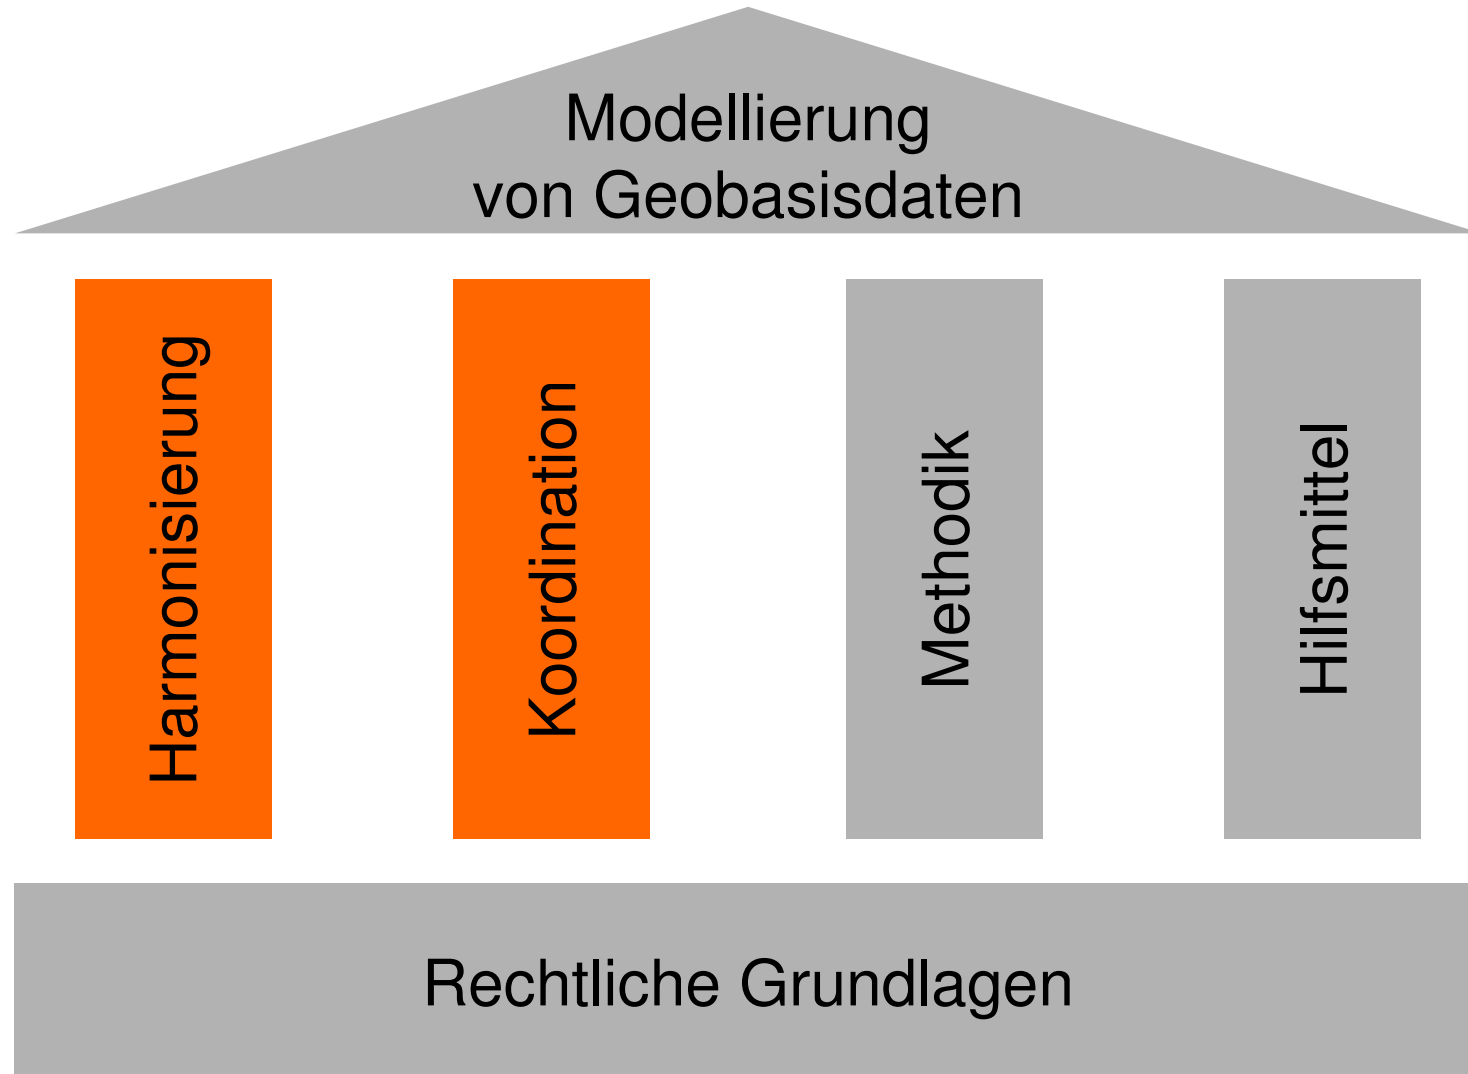 Modellierung
von Geobasisdaten
Harmonisierung
Koordination
Methodik
Hilfsmittel
Rechtliche Grundlagen